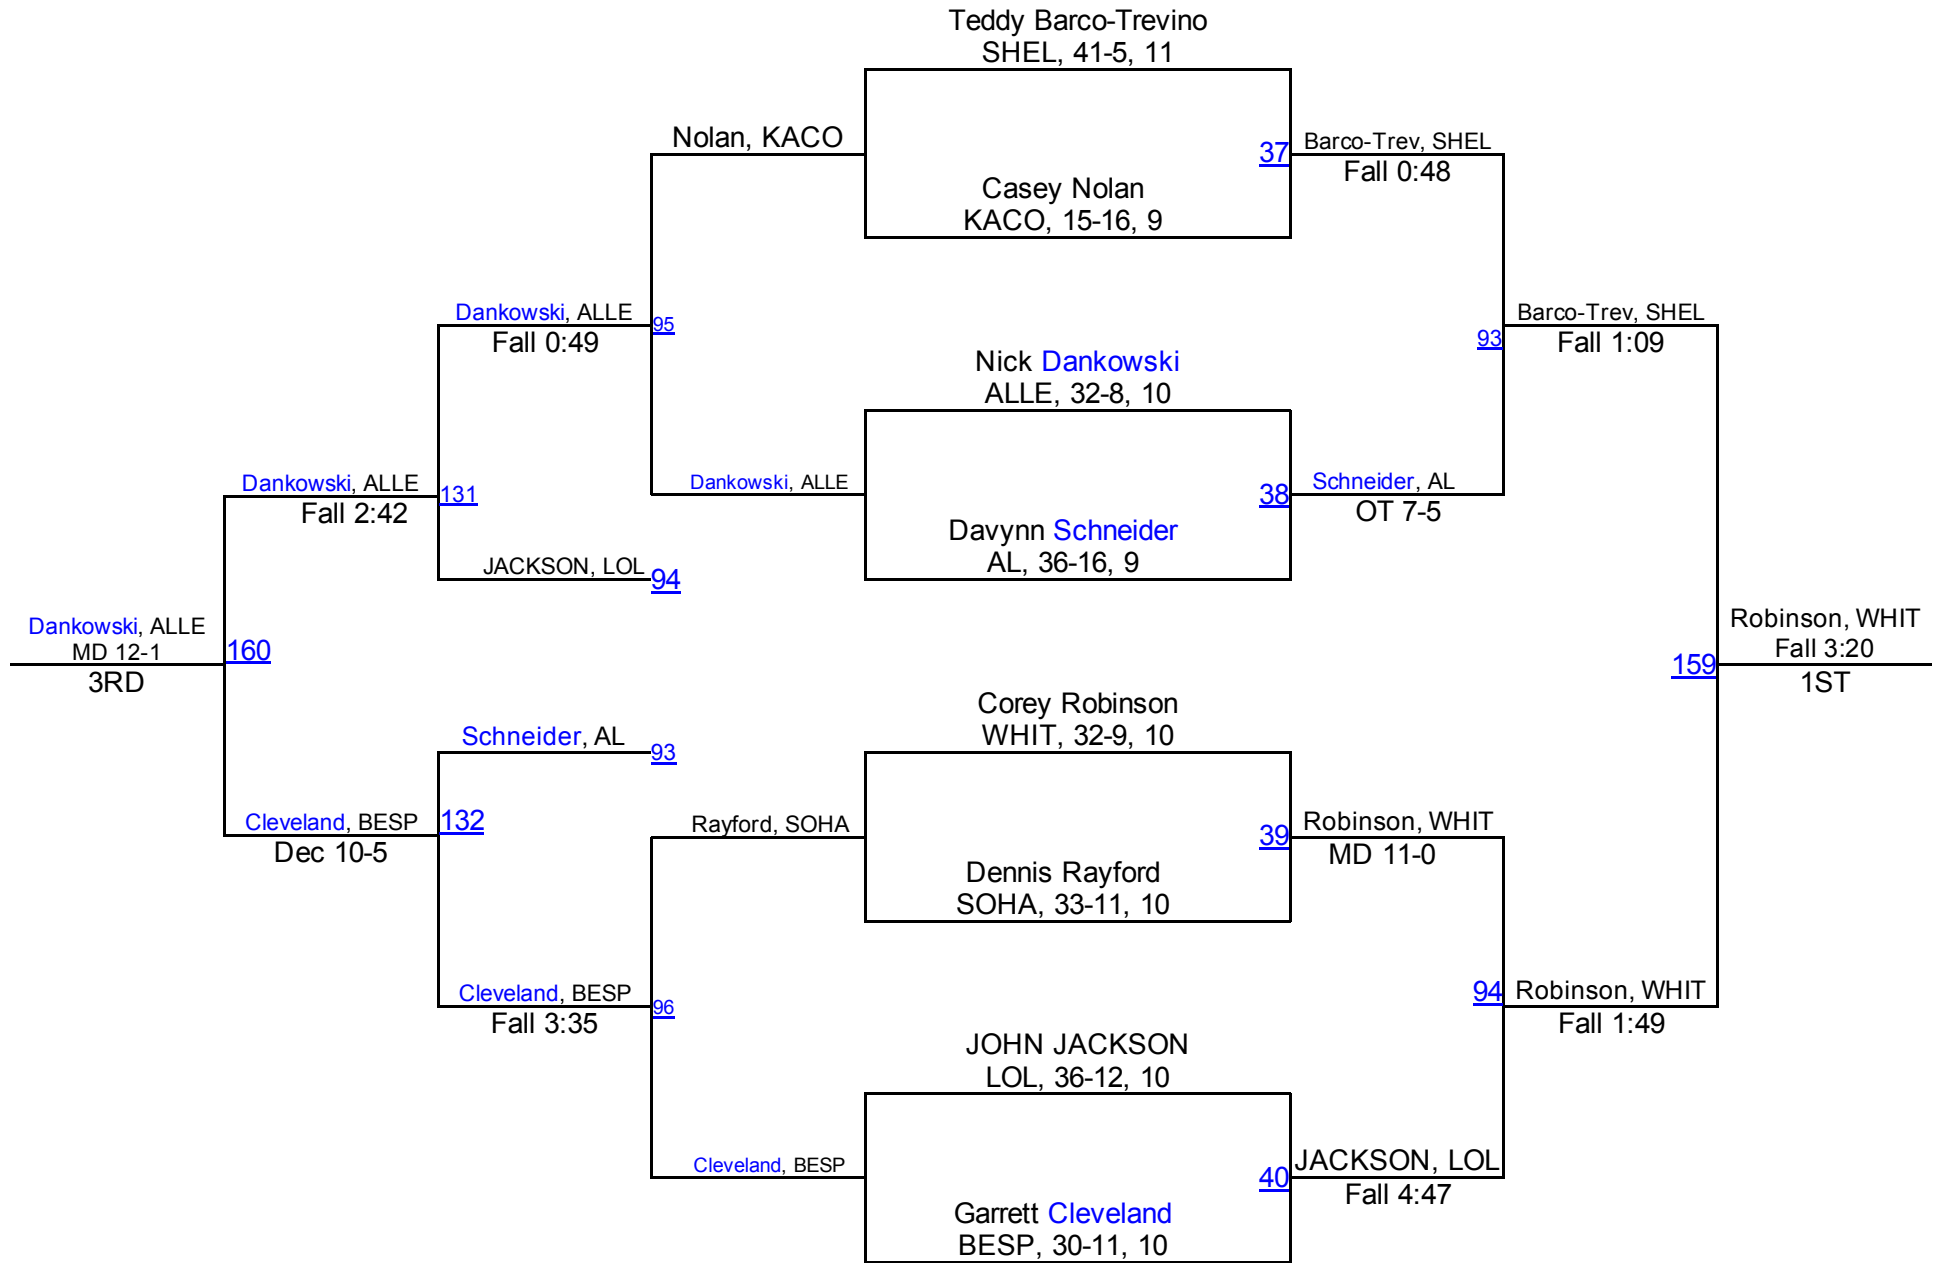 Teddy Barco-Trevino
SHEL, 41-5, 11
Nolan, KACO
37
Barco-Trev, SHEL
Fall 0:48
Casey Nolan
KACO, 15-16, 9
Dankowski, ALLE
Fall 0:49
95
93
Barco-Trev, SHEL
Fall 1:09
Nick Dankowski
ALLE, 32-8, 10
Dankowski, ALLE
Fall 2:42
131
Dankowski, ALLE
38
Schneider, AL
OT 7-5
Davynn Schneider
AL, 36-16, 9
JACKSON, LOL
94
Dankowski, ALLE
MD 12-1
3RD
160
159
Robinson, WHIT
Fall 3:20
1ST
Corey Robinson
WHIT, 32-9, 10
Schneider, AL
93
Cleveland, BESP
Dec 10-5
132
Rayford, SOHA
39
Robinson, WHIT
MD 11-0
Dennis Rayford
SOHA, 33-11, 10
Cleveland, BESP
Fall 3:35
96
94
Robinson, WHIT
Fall 1:49
JOHN JACKSON
LOL, 36-12, 10
Cleveland, BESP
40
JACKSON, LOL
Fall 4:47
Garrett Cleveland
BESP, 30-11, 10